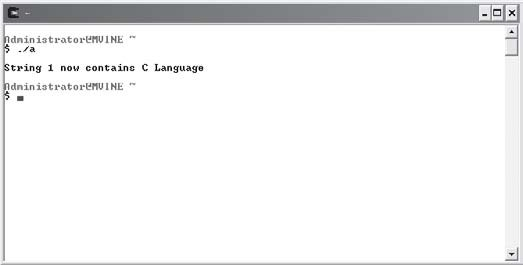 ~
Administrator@MVINE ~
$ ./a
String 1 now contains C Language
Administrator@MVINE ~
$